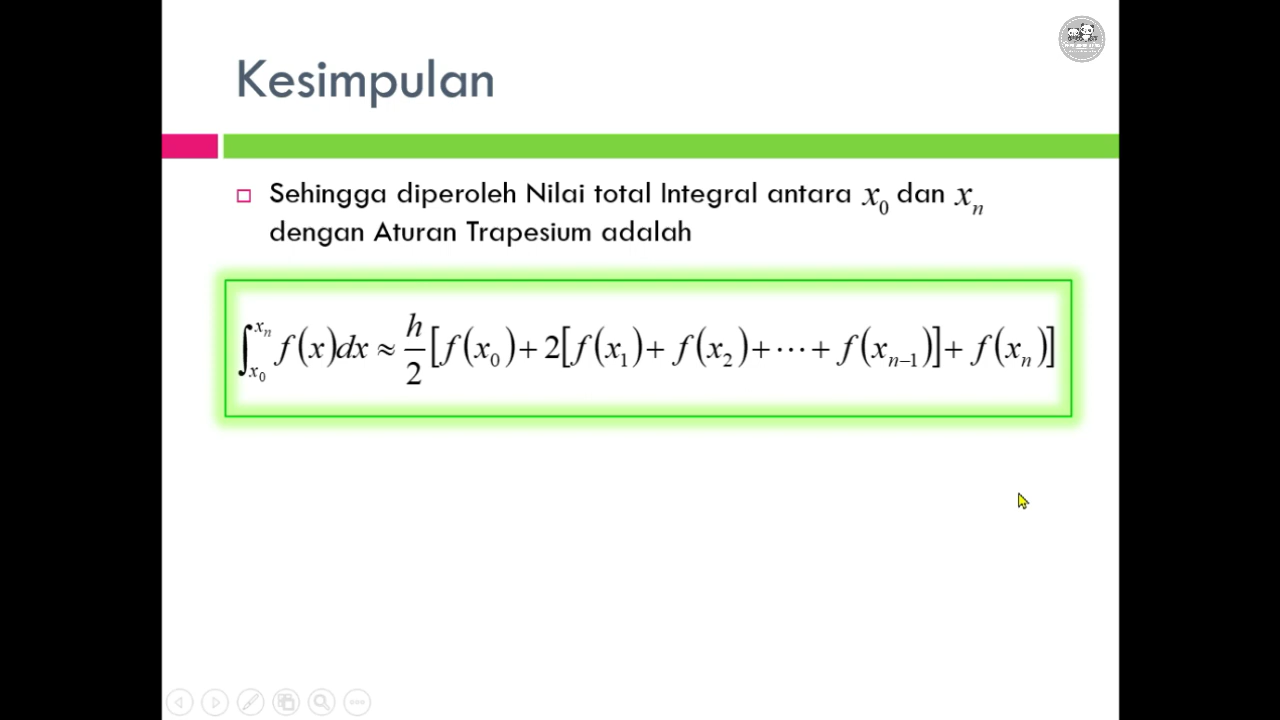 Kesimpulan
Sehingga diperoleh Nilai total Integral antara x₀ dan xₙ
dengan Aturan Trapesium adalah
∫_{x₀}^{xₙ} f(x)dx ≈ h/2 [f(x₀)+ 2[f(x₁)+ f(x₂)+⋯+ f(xₙ₋₁)]+ f(xₙ)]